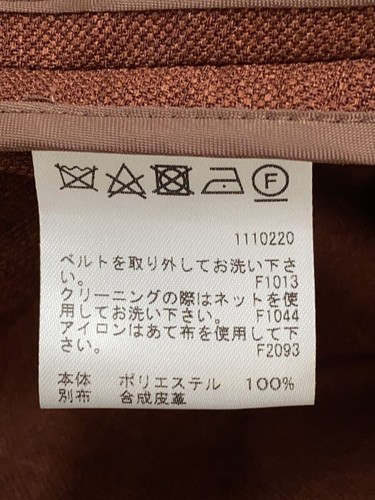 F
1110220
ベルトを取り外してお洗い下さ
い。 F1013
クリーニングの際はネットを使
用してお洗い下さい。 F1044
アイロンはあて布を使用して下
さい。 F2093
本体 ポリエステル 100%
別布 合成皮革